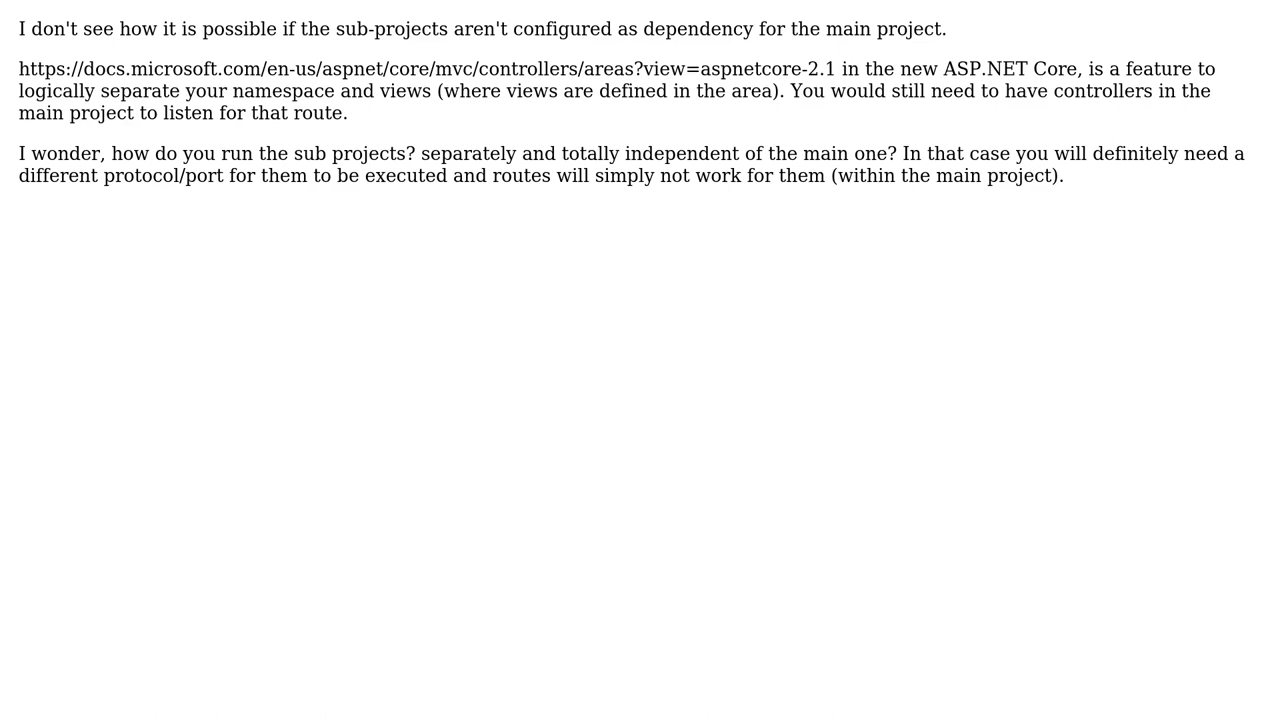 I don't see how it is possible if the sub-projects aren't configured as dependency for the main project.
https://docs.microsoft.com/en-us/aspnet/core/mvc/controllers/areas?view=aspnetcore-2.1 in the new ASP.NET Core, is a feature to
logically separate your namespace and views (where views are defined in the area). You would still need to have controllers in the
main project to listen for that route.
I wonder, how do you run the sub projects? separately and totally independent of the main one? In that case you will definitely need a
different protocol/port for them to be executed and routes will simply not work for them (within the main project).